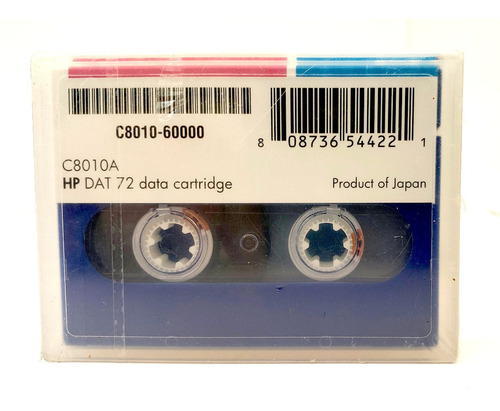 C8010-60000
8 08736 54422 1
C8010A
HP DAT 72 data cartridge
Product of Japan